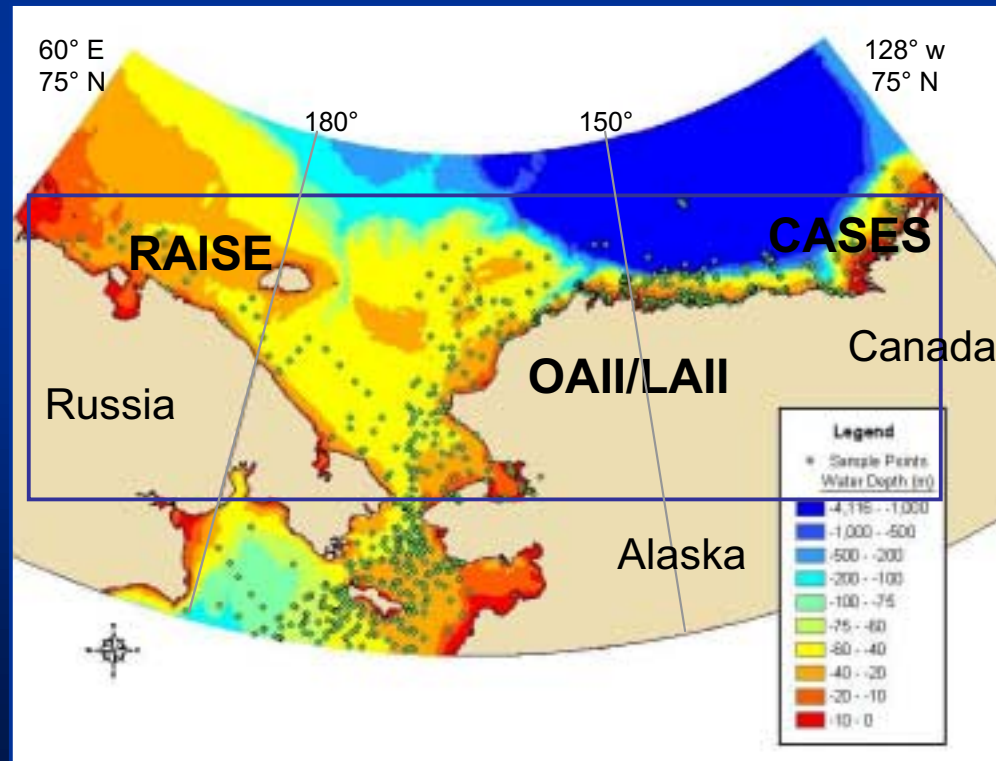 60° E
75° N
128° w
75° N
180°
150°
RAISE
CASES
Canada
OAII/LAII
Russia
Alaska
Legend
Sample Points
Water Depth (m)
-4,116 - -1,000
-1,000 - -500
-500 - -200
-200 - -100
-100 - -75
-75 - -60
-60 - -40
-40 - -20
-20 - -10
-10 - 0